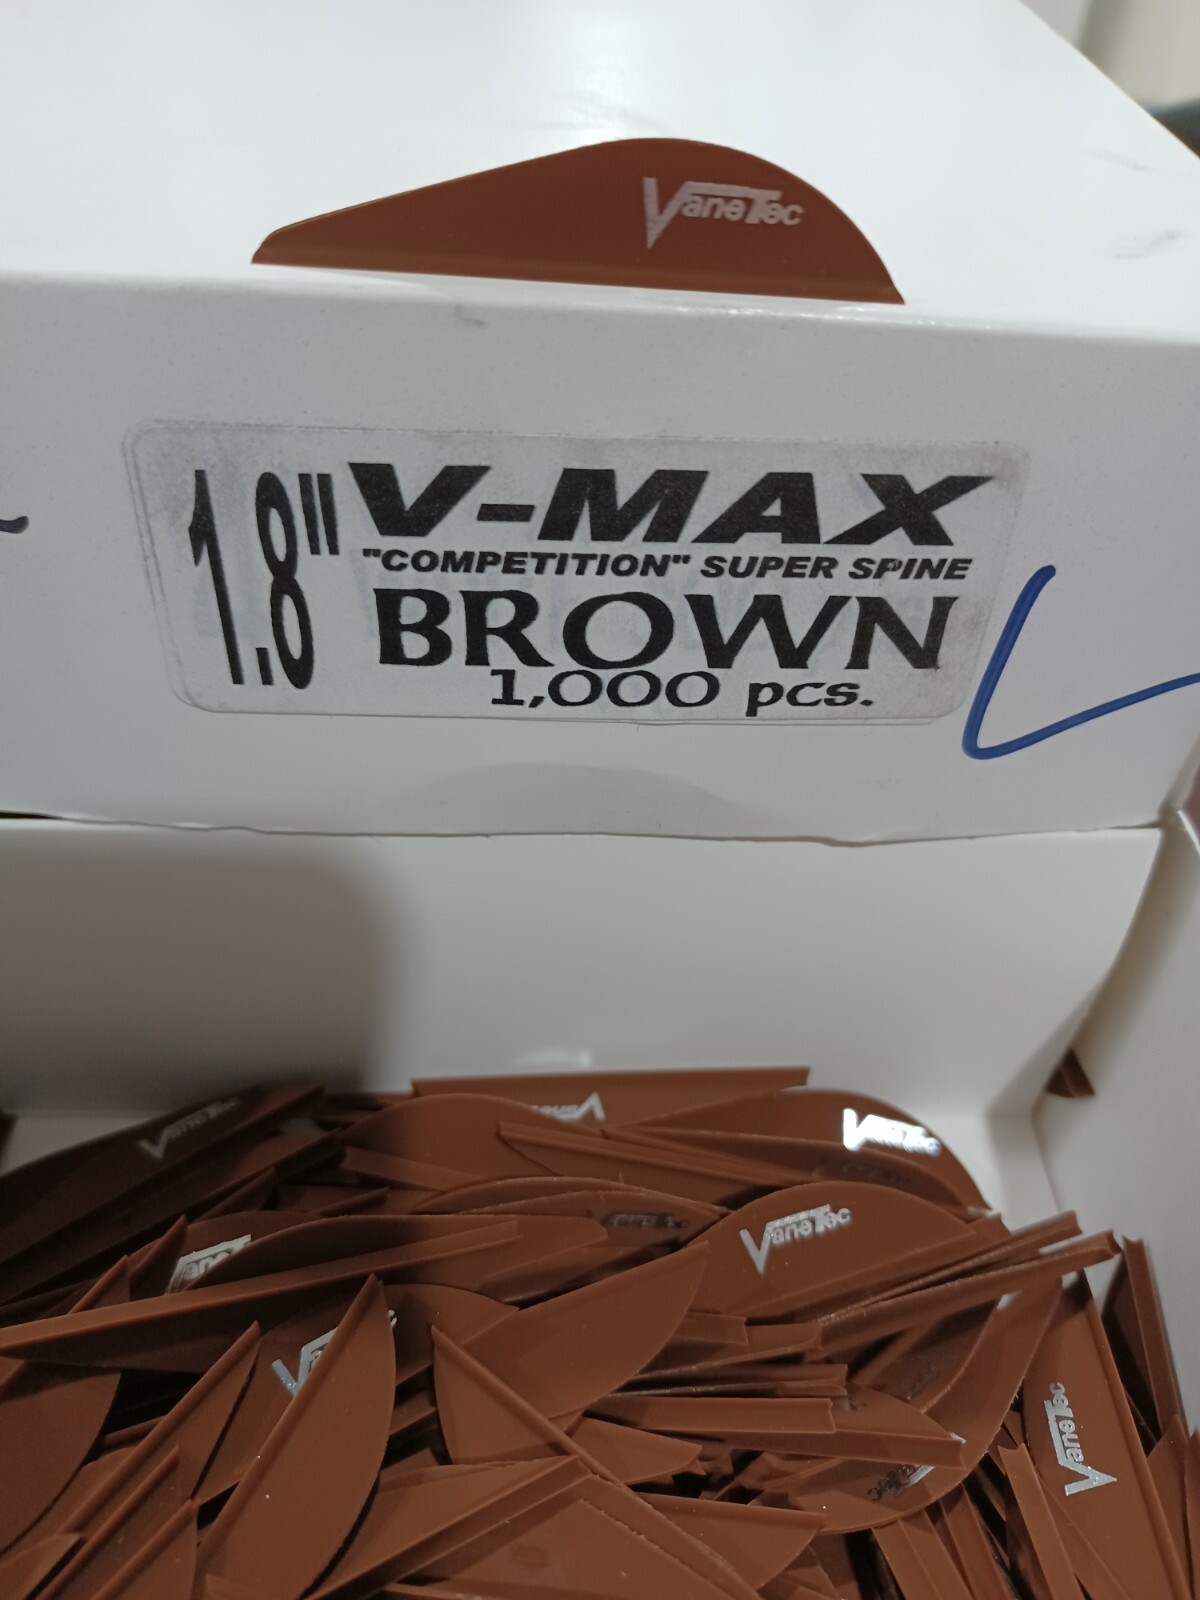 VaneTec
1.8" V-MAX
"COMPETITION" SUPER SPINE
BROWN
1,000 pcs.
VaneTec
VaneTec
VaneTec
VaneTec